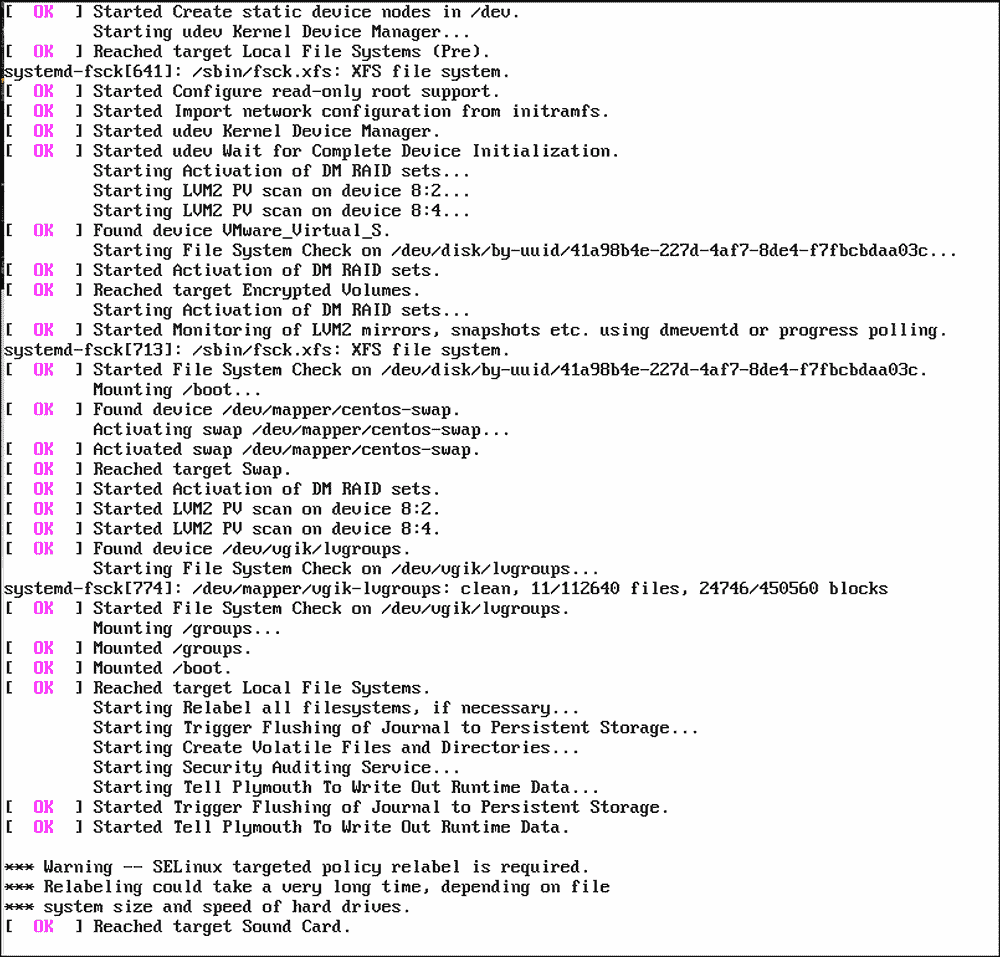 [  OK  ] Started Create static device nodes in /dev.
         Starting udev Kernel Device Manager...
[  OK  ] Reached target Local File Systems (Pre).
systemd-fsck[641]: /sbin/fsck.xfs: XFS file system.
[  OK  ] Started Configure read-only root support.
[  OK  ] Started Import network configuration from initramfs.
[  OK  ] Started udev Kernel Device Manager.
[  OK  ] Started udev Wait for Complete Device Initialization.
         Starting Activation of DM RAID sets...
         Starting LVM2 PV scan on device 8:2...
         Starting LVM2 PV scan on device 8:4...
[  OK  ] Found device VMware_Virtual_S.
         Starting File System Check on /dev/disk/by-uuid/41a98b4e-227d-4af7-8de4-f7fbcbdaa03c...
[  OK  ] Started Activation of DM RAID sets.
[  OK  ] Reached target Encrypted Volumes.
         Starting Activation of DM RAID sets...
[  OK  ] Started Monitoring of LVM2 mirrors, snapshots etc. using dmeventd or progress polling.
systemd-fsck[713]: /sbin/fsck.xfs: XFS file system.
[  OK  ] Started File System Check on /dev/disk/by-uuid/41a98b4e-227d-4af7-8de4-f7fbcbdaa03c.
         Mounting /boot...
[  OK  ] Found device /dev/mapper/centos-swap.
         Activating swap /dev/mapper/centos-swap...
[  OK  ] Activated swap /dev/mapper/centos-swap.
[  OK  ] Reached target Swap.
[  OK  ] Started Activation of DM RAID sets.
[  OK  ] Started LVM2 PV scan on device 8:2.
[  OK  ] Started LVM2 PV scan on device 8:4.
[  OK  ] Found device /dev/vgik/lvgroups.
         Starting File System Check on /dev/vgik/lvgroups...
systemd-fsck[774]: /dev/mapper/vgik-lvgroups: clean, 11/112640 files, 24746/450560 blocks
[  OK  ] Started File System Check on /dev/vgik/lvgroups.
         Mounting /groups...
[  OK  ] Mounted /groups.
[  OK  ] Mounted /boot.
[  OK  ] Reached target Local File Systems.
         Starting Relabel all filesystems, if necessary...
         Starting Trigger Flushing of Journal to Persistent Storage...
         Starting Create Volatile Files and Directories...
         Starting Security Auditing Service...
         Starting Tell Plymouth To Write Out Runtime Data...
[  OK  ] Started Trigger Flushing of Journal to Persistent Storage.
[  OK  ] Started Tell Plymouth To Write Out Runtime Data.
*** Warning -- SELinux targeted policy relabel is required.
*** Relabeling could take a very long time, depending on file
*** system size and speed of hard drives.
[  OK  ] Reached target Sound Card.